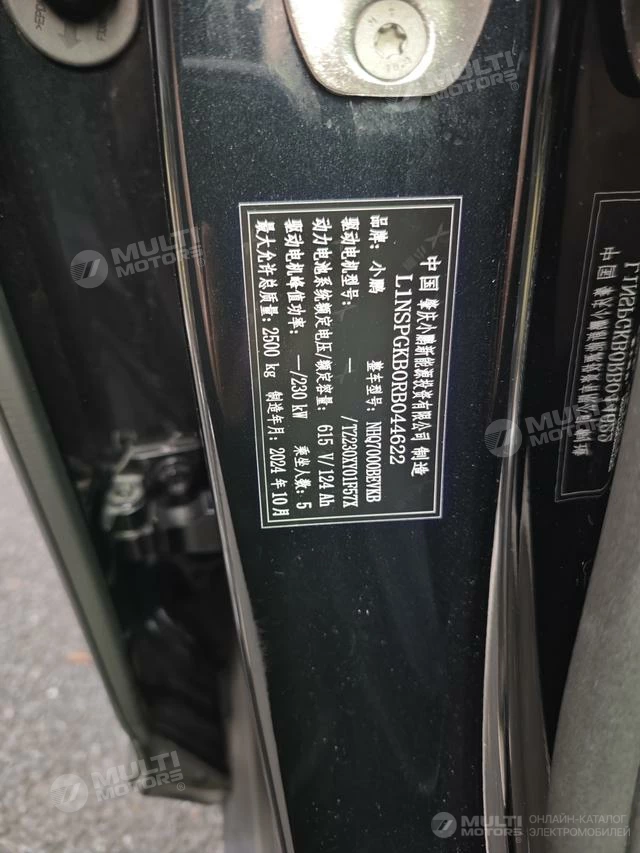 中国 肇庆小鹏新能源投资有限公司 制造
L1NSPGKB0RB044622
品牌: 小鹏 整车型号: NHQ7000BEVKB
驱动电机型号: — /TZ230XY01F57X
动力电池系统额定电压/额定容量: 615 V/124 Ah
驱动电机峰值功率: —/230 kW 乘坐人数: 5
最大允许总质量: 2500 kg 制造年月: 2024 年 10 月
MULTI MOTORS
MULTI MOTORS
MULTI MOTORS
MULTI MOTORS
ОНЛАЙН-КАТАЛОГ
ЭЛЕКТРОМОБИЛЕЙ